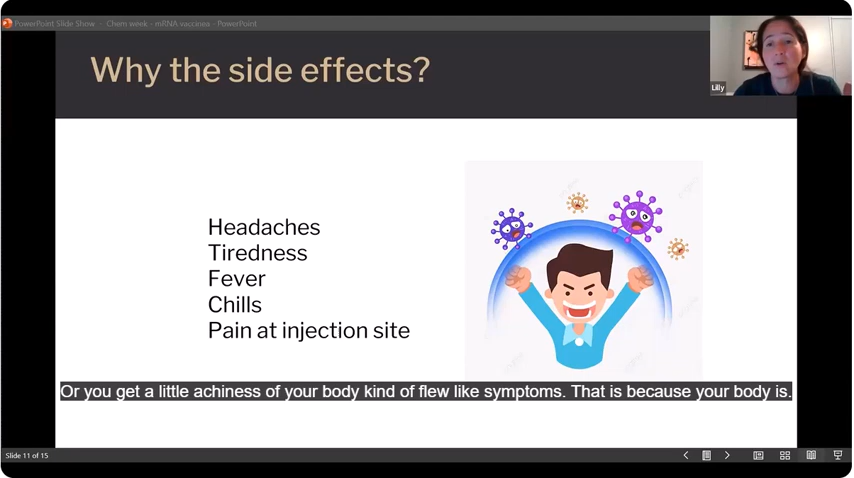 PowerPoint Slide Show - Chem week - mRNA vaccines - PowerPoint
Why the side effects?
Lilly
Headaches
Tiredness
Fever
Chills
Pain at injection site
Or you get a little achiness of your body kind of flew like symptoms. That is because your body is.
Slide 11 of 15